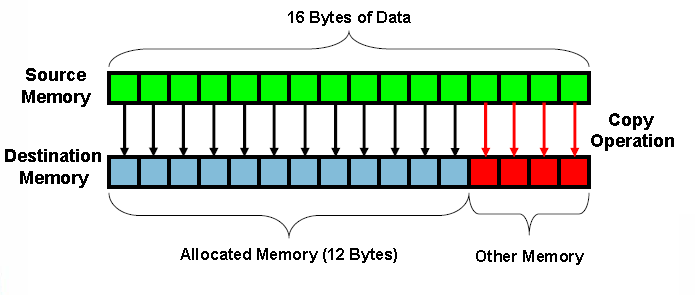 16 Bytes of Data
Source
Memory
Copy
Operation
Destination
Memory
Allocated Memory (12 Bytes)
Other Memory